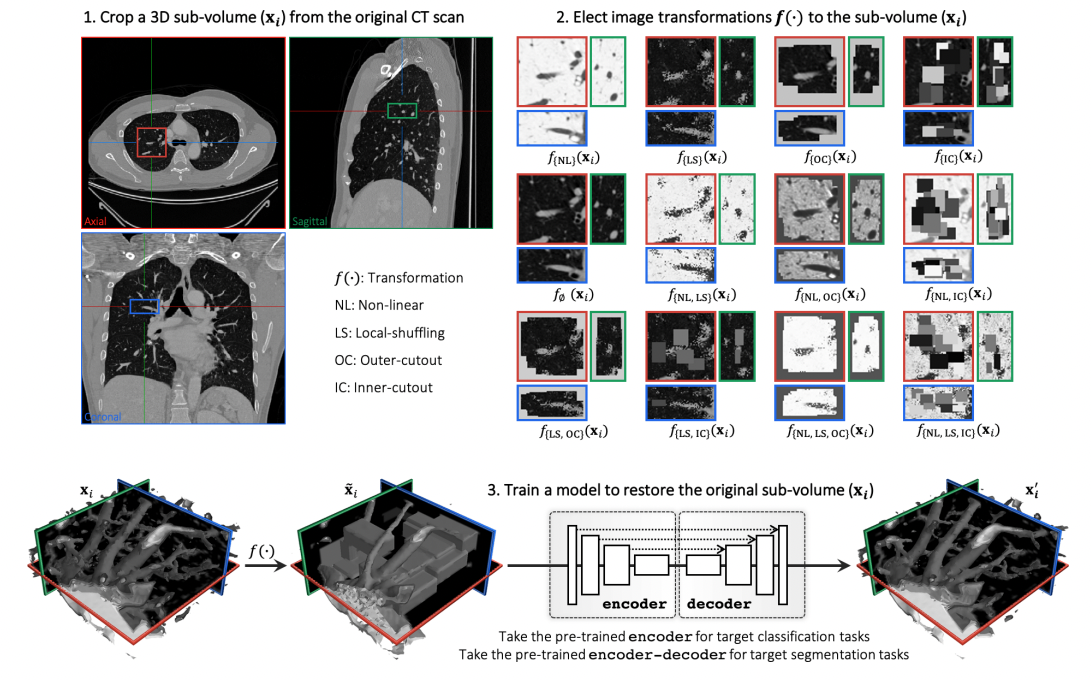 1. Crop a 3D sub-volume (xᵢ) from the original CT scan
2. Elect image transformations f(·) to the sub-volume (xᵢ)
Axial
Sagittal
Coronal
f(·): Transformation
NL: Non-linear
LS: Local-shuffling
OC: Outer-cutout
IC: Inner-cutout
f{NL}(xᵢ)
f{LS}(xᵢ)
f{OC}(xᵢ)
f{IC}(xᵢ)
f∅ (xᵢ)
f{NL, LS}(xᵢ)
f{NL, OC}(xᵢ)
f{NL, IC}(xᵢ)
f{LS, OC}(xᵢ)
f{LS, IC}(xᵢ)
f{NL, LS, OC}(xᵢ)
f{NL, LS, IC}(xᵢ)
xᵢ
f(·)
x̃ᵢ
3. Train a model to restore the original sub-volume (xᵢ)
encoder
decoder
x′ᵢ
Take the pre-trained encoder for target classification tasks
Take the pre-trained encoder-decoder for target segmentation tasks